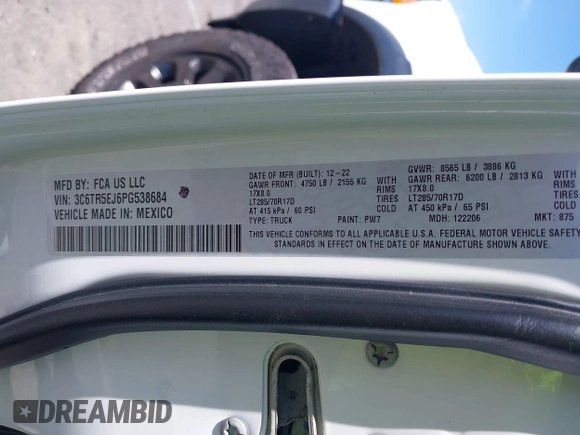 MFD BY: FCA US LLC
VIN: 3C6TR5EJ6PG538684
VEHICLE MADE IN: MEXICO
DATE OF MFR (BUILT): 12-22
GAWR FRONT: 4750 LB / 2155 KG WITH
17X8.0 RIMS
LT285/70R17D TIRES
AT 415 kPa / 60 PSI COLD
TYPE: TRUCK PAINT: PW7
GVWR: 8565 LB / 3886 KG
GAWR REAR: 6200 LB / 2813 KG WITH
17X8.0
LT285/70R17D
AT 450 kPa / 65 PSI
MDH: 122206 MKT: 875
THIS VEHICLE CONFORMS TO ALL APPLICABLE U.S.A. FEDERAL MOTOR VEHICLE SAFETY
STANDARDS IN EFFECT ON THE DATE OF MANUFACTURE SHOWN ABOVE.
DREAMBID